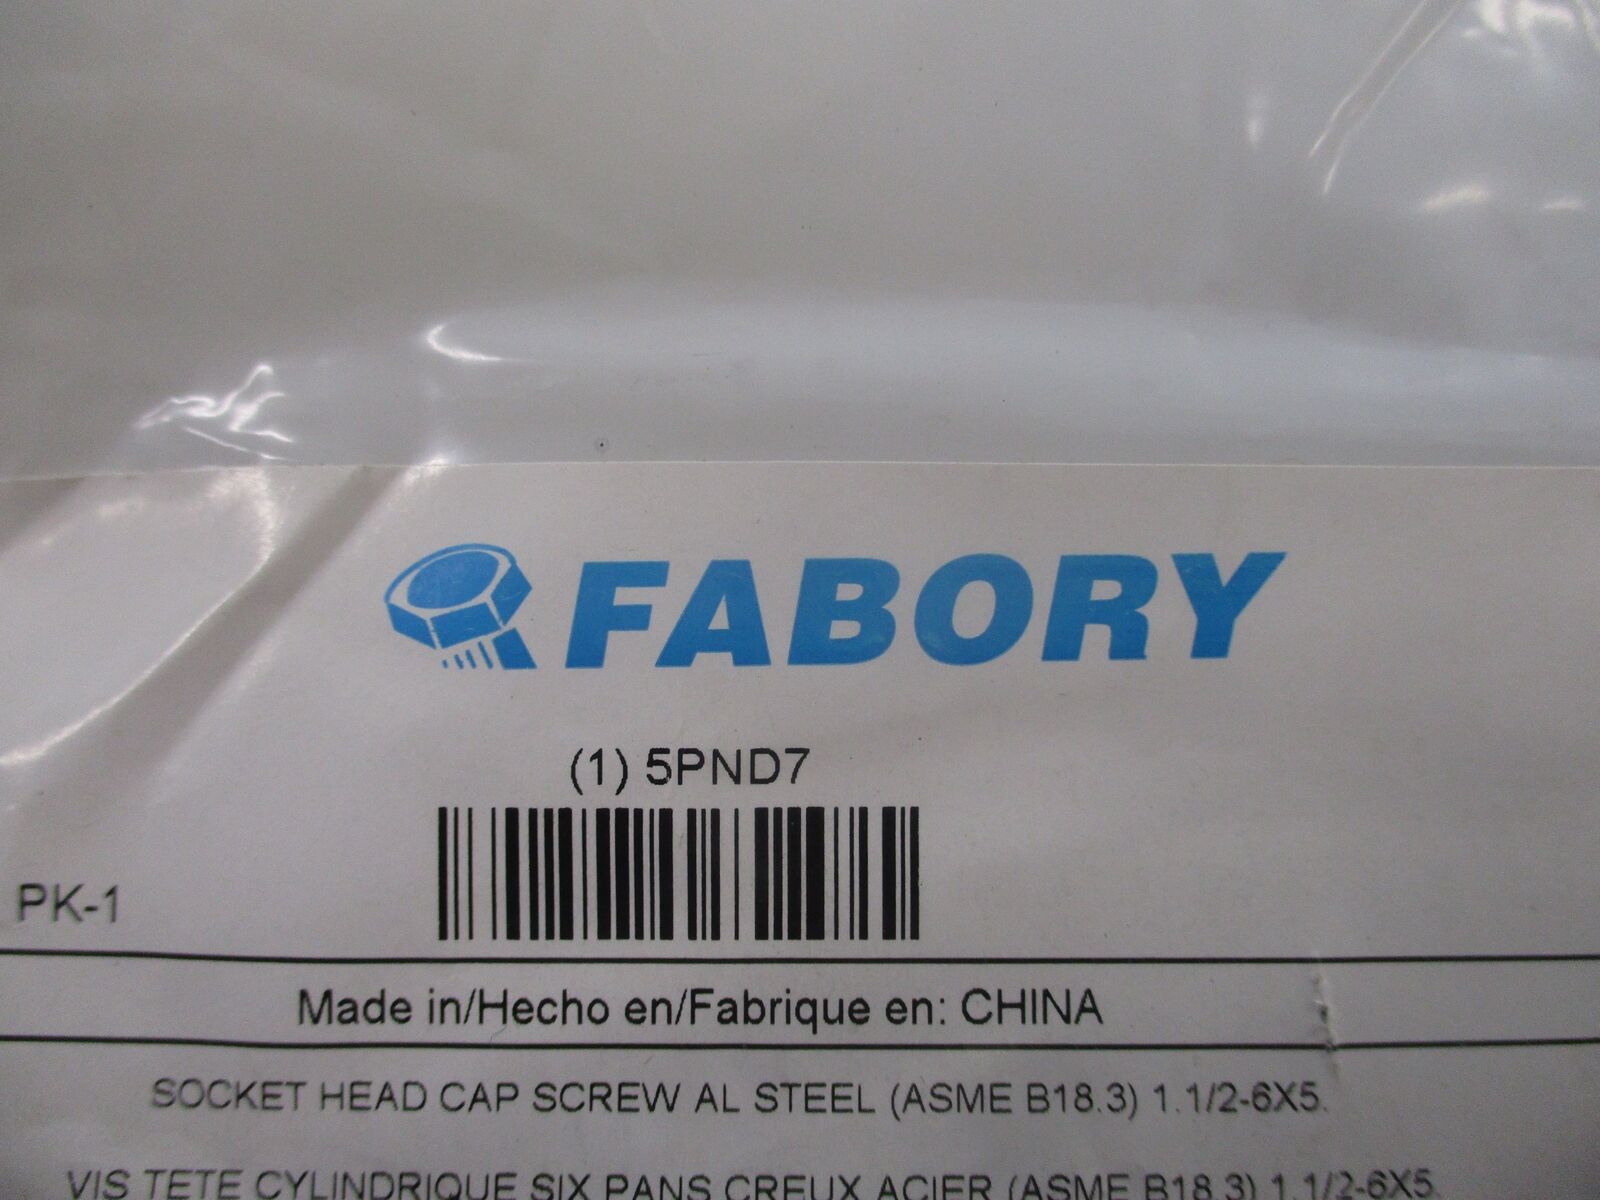 FABORY
(1) 5PND7
PK-1
Made in/Hecho en/Fabrique en: CHINA
SOCKET HEAD CAP SCREW AL STEEL (ASME B18.3) 1.1/2-6X5.
VIS TETE CYLINDRIQUE SIX PANS CREUX ACIER (ASME B18.3) 1.1/2-6X5